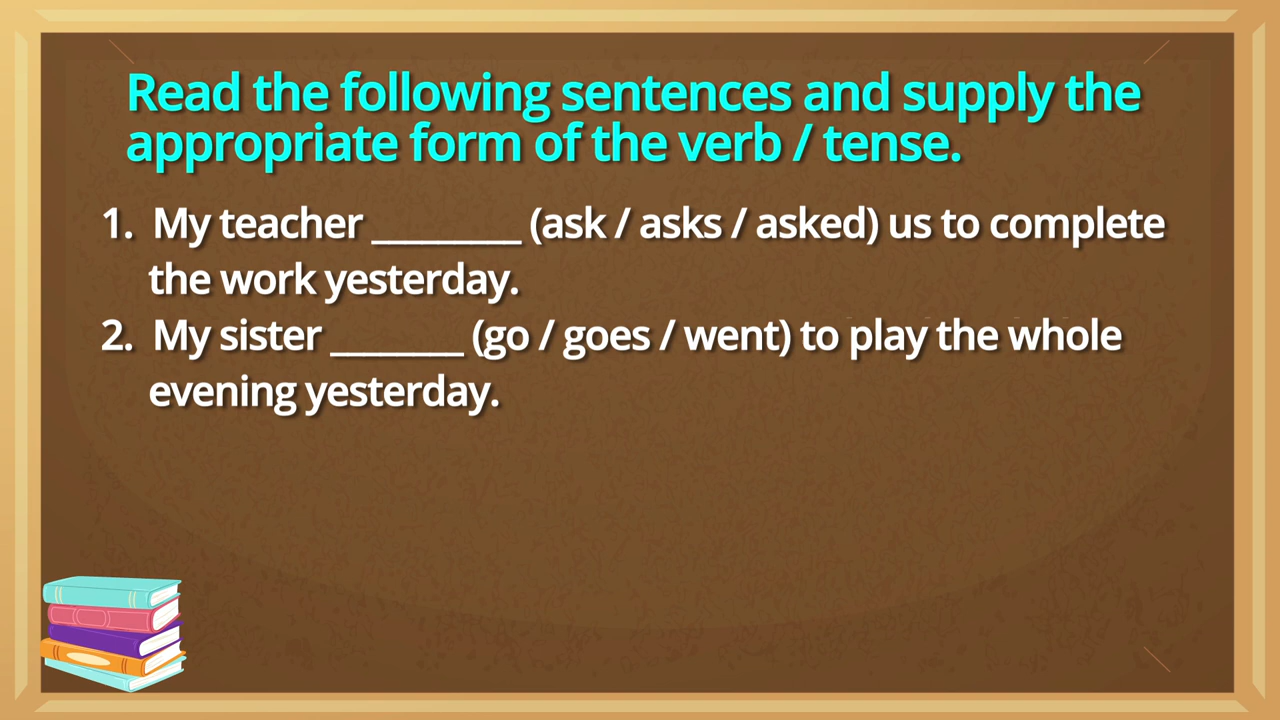 Read the following sentences and supply the
appropriate form of the verb / tense.
1. My teacher _________ (ask / asks / asked) us to complete
the work yesterday.
2. My sister ________ (go / goes / went) to play the whole
evening yesterday.